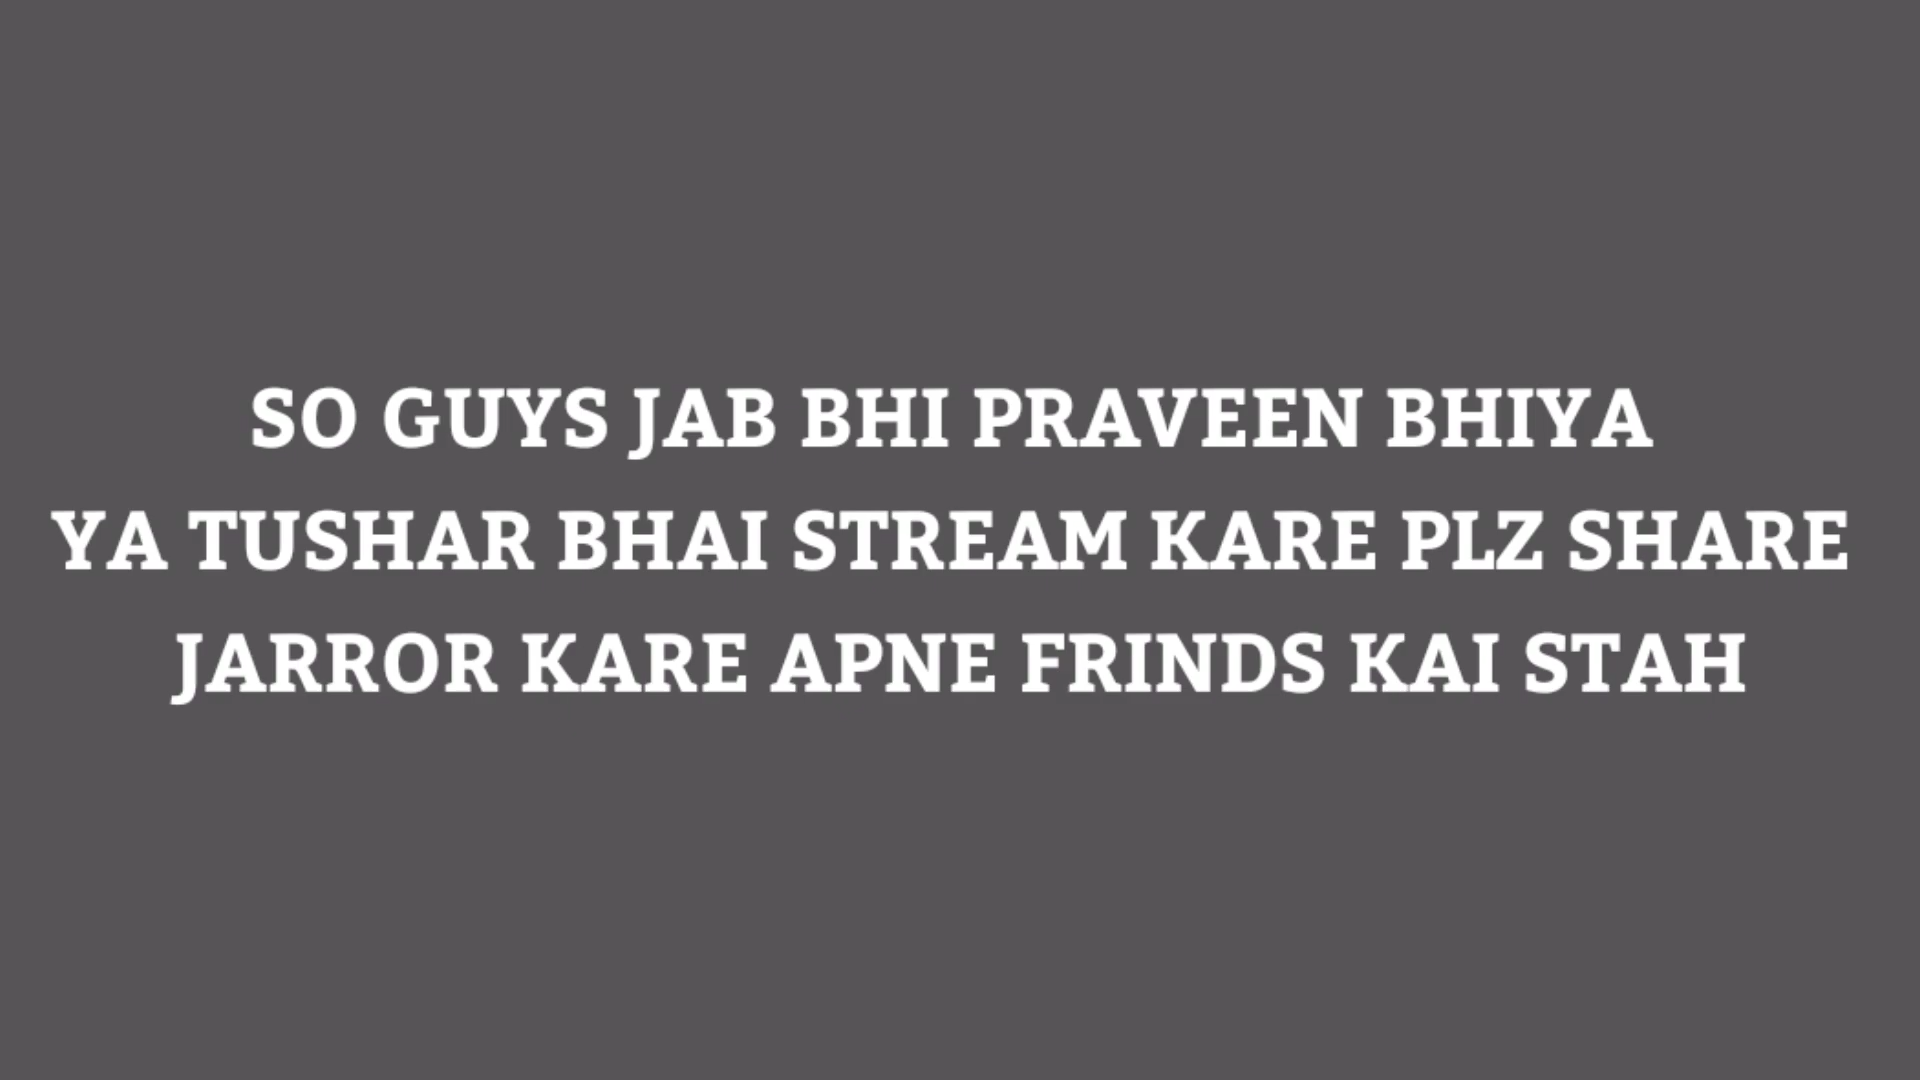 SO GUYS JAB BHI PRAVEEN BHIYA
YA TUSHAR BHAI STREAM KARE PLZ SHARE
JARROR KARE APNE FRINDS KAI STAH